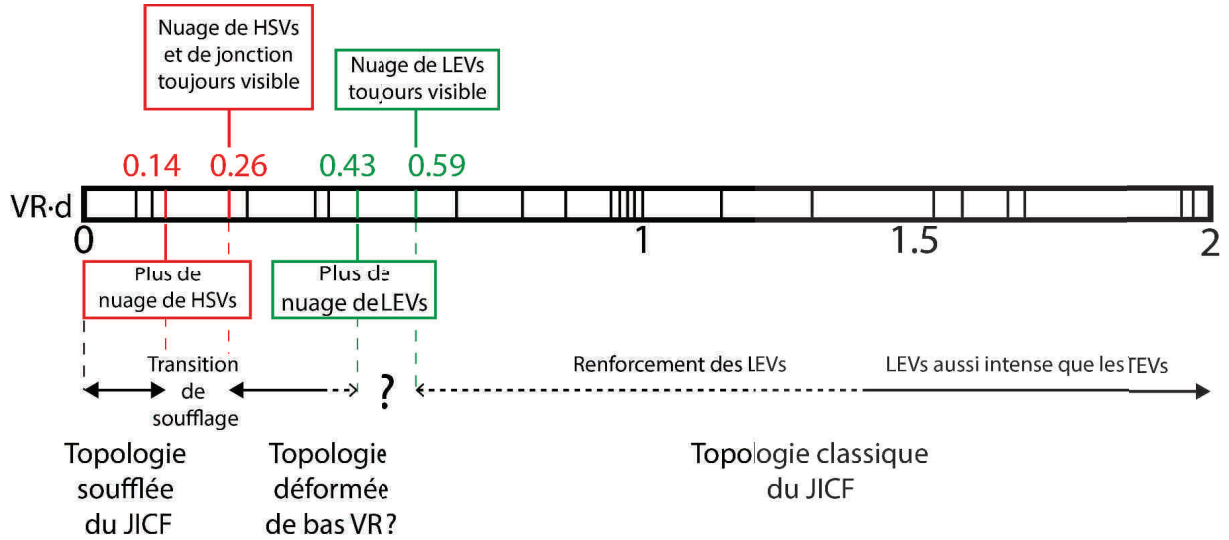 Nuage de HSVs
et de jonction
toujours visible
Nuage de LEVs
toujours visible
0.14 0.26 0.43 0.59
VR·d
0 1 1.5 2
Plus de
nuage de HSVs
Plus de
nuage de LEVs
Transition
de
soufflage
?
Renforcement des LEVs
LEVs aussi intense que les TEVs
Topologie
soufflée
du JICF
Topologie
déformée
de bas VR?
Topologie classique
du JICF